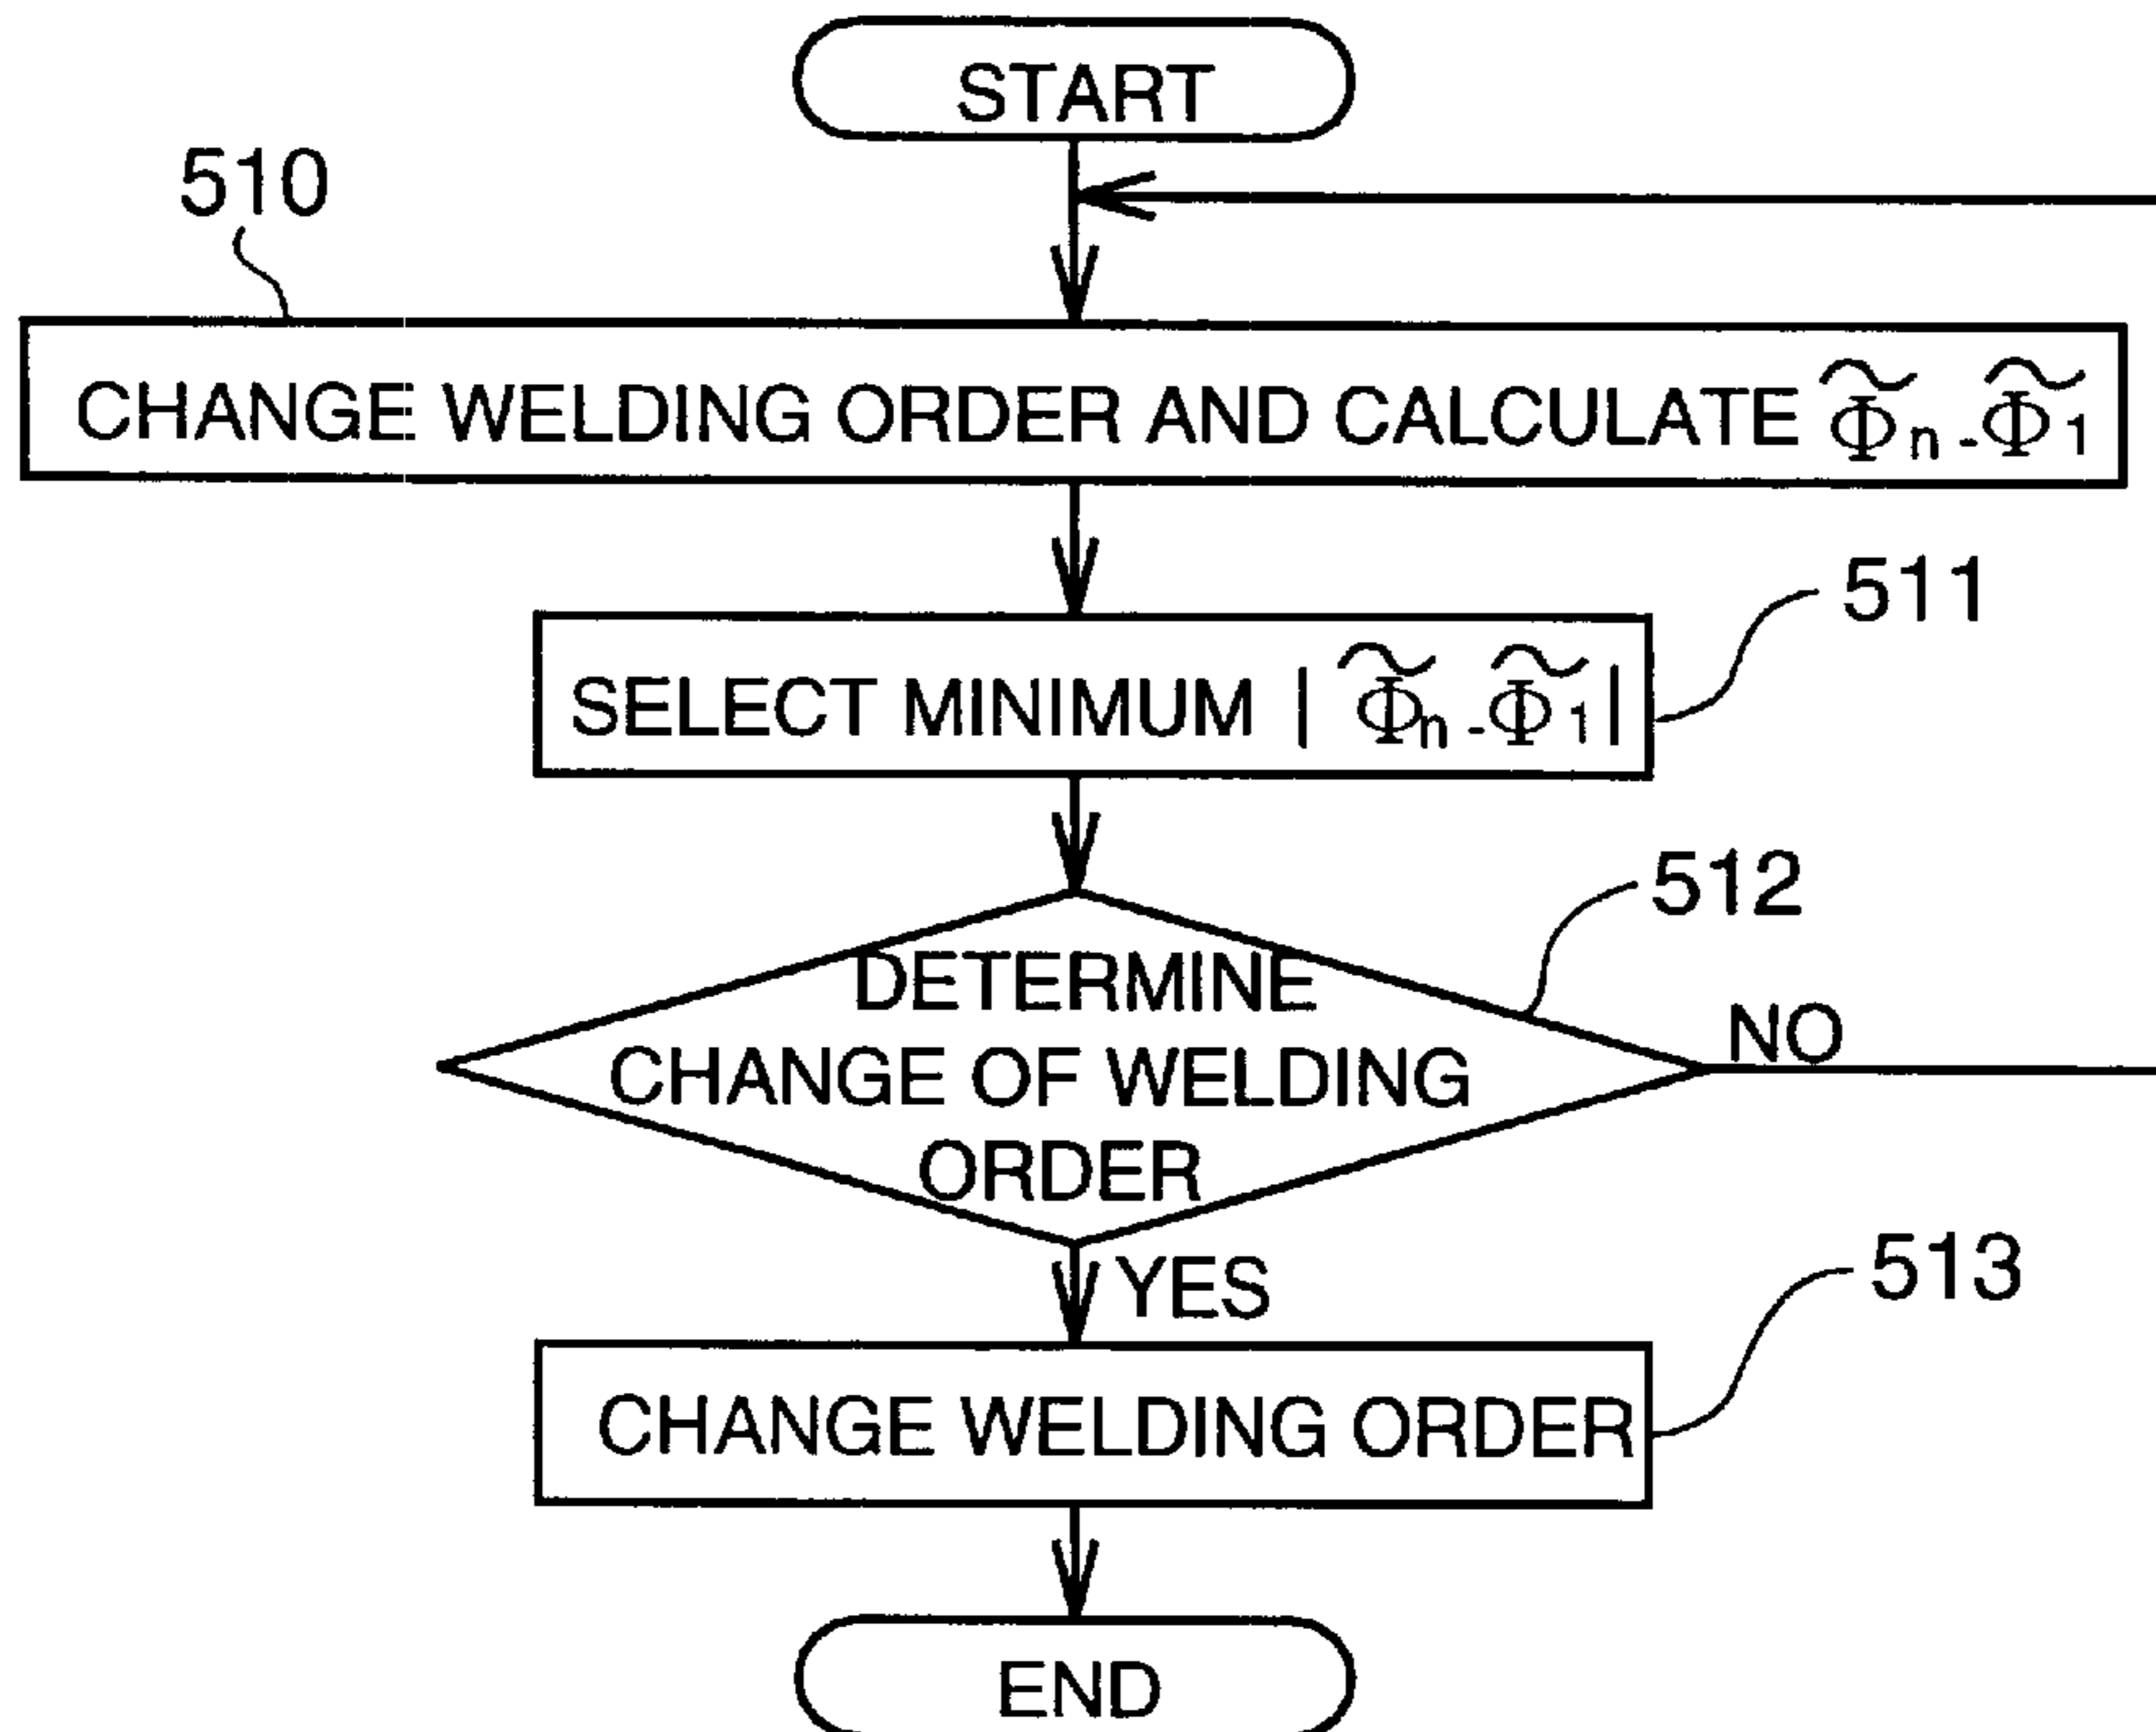 START
510
CHANGE WELDING ORDER AND CALCULATE Φ̃n-Φ̃1
511
SELECT MINIMUM | Φ̃n-Φ̃1|
512
DETERMINE
CHANGE OF WELDING
ORDER
NO
YES
513
CHANGE WELDING ORDER
END